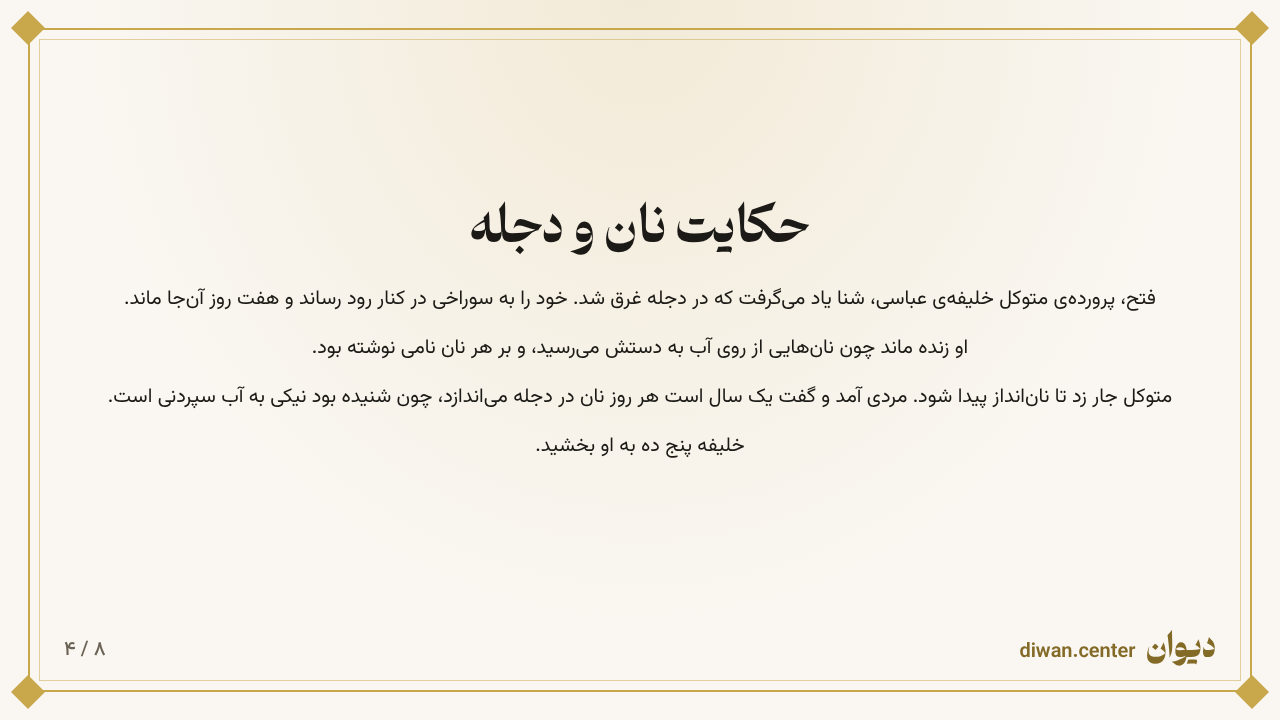 حکایت نان و دجله
فتح، پرورده‌ی متوکل خلیفه‌ی عباسی، شنا یاد می‌گرفت که در دجله غرق شد. خود را به سوراخی در کنار رود رساند و هفت روز آن‌جا ماند.
او زنده ماند چون نان‌هایی از روی آب به دستش می‌رسید، و بر هر نان نامی نوشته بود.
متوکل جار زد تا نان‌انداز پیدا شود. مردی آمد و گفت یک سال است هر روز نان در دجله می‌اندازد، چون شنیده بود نیکی به آب سپردنی است.
خلیفه پنج ده به او بخشید.
دیوان diwan.center
۴ / ۸